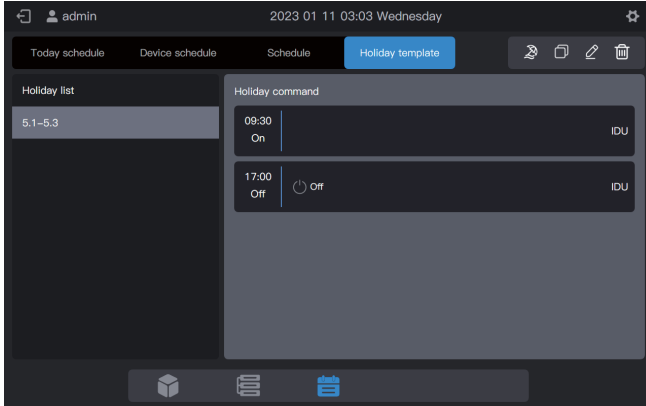 admin
2023 01 11 03:03 Wednesday
Today schedule
Device schedule
Schedule
Holiday template
Holiday list
5.1-5.3
Holiday command
09:30
On
IDU
17:00
Off
Off
IDU